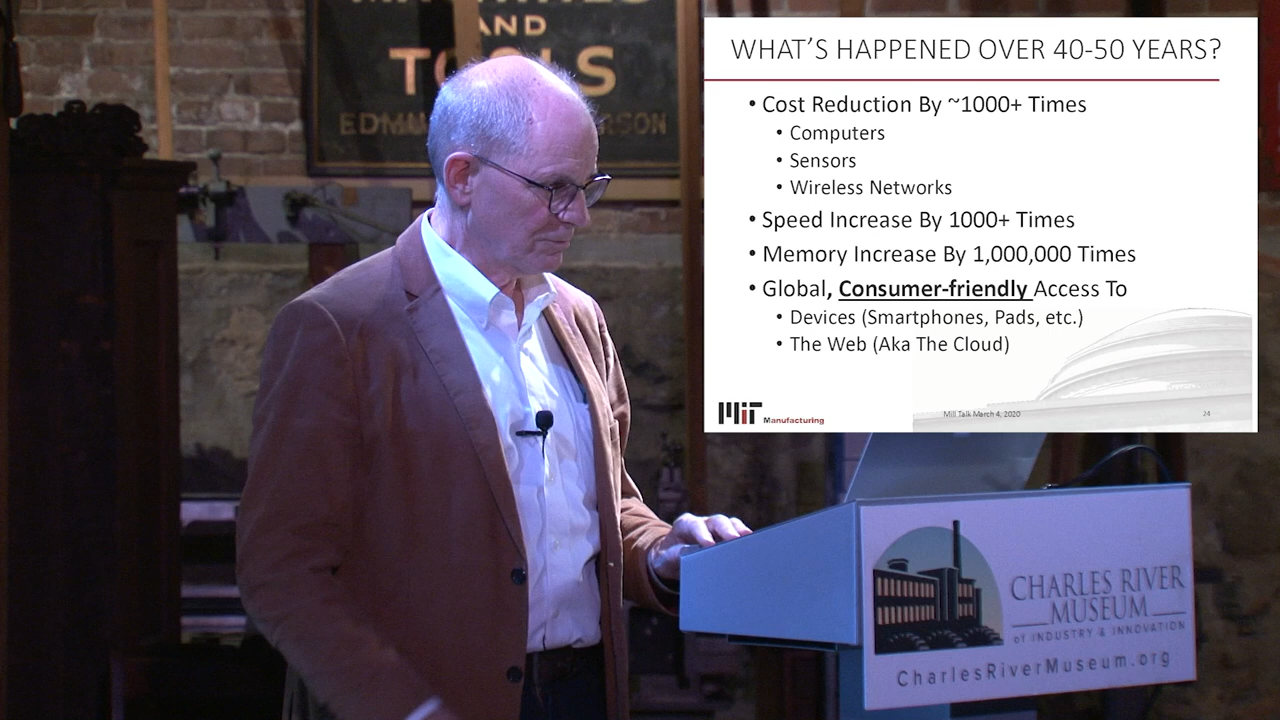 MACHINES
AND
TOOLS
WHAT'S HAPPENED OVER 40-50 YEARS?
• Cost Reduction By ~1000+ Times
• Computers
• Sensors
• Wireless Networks
• Speed Increase By 1000+ Times
• Memory Increase By 1,000,000 Times
• Global, Consumer-friendly Access To
• Devices (Smartphones, Pads, etc.)
• The Web (Aka The Cloud)
MIT Manufacturing
Mill Talk March 4, 2020
24
CHARLES RIVER
MUSEUM
of INDUSTRY & INNOVATION
CharlesRiverMuseum.org